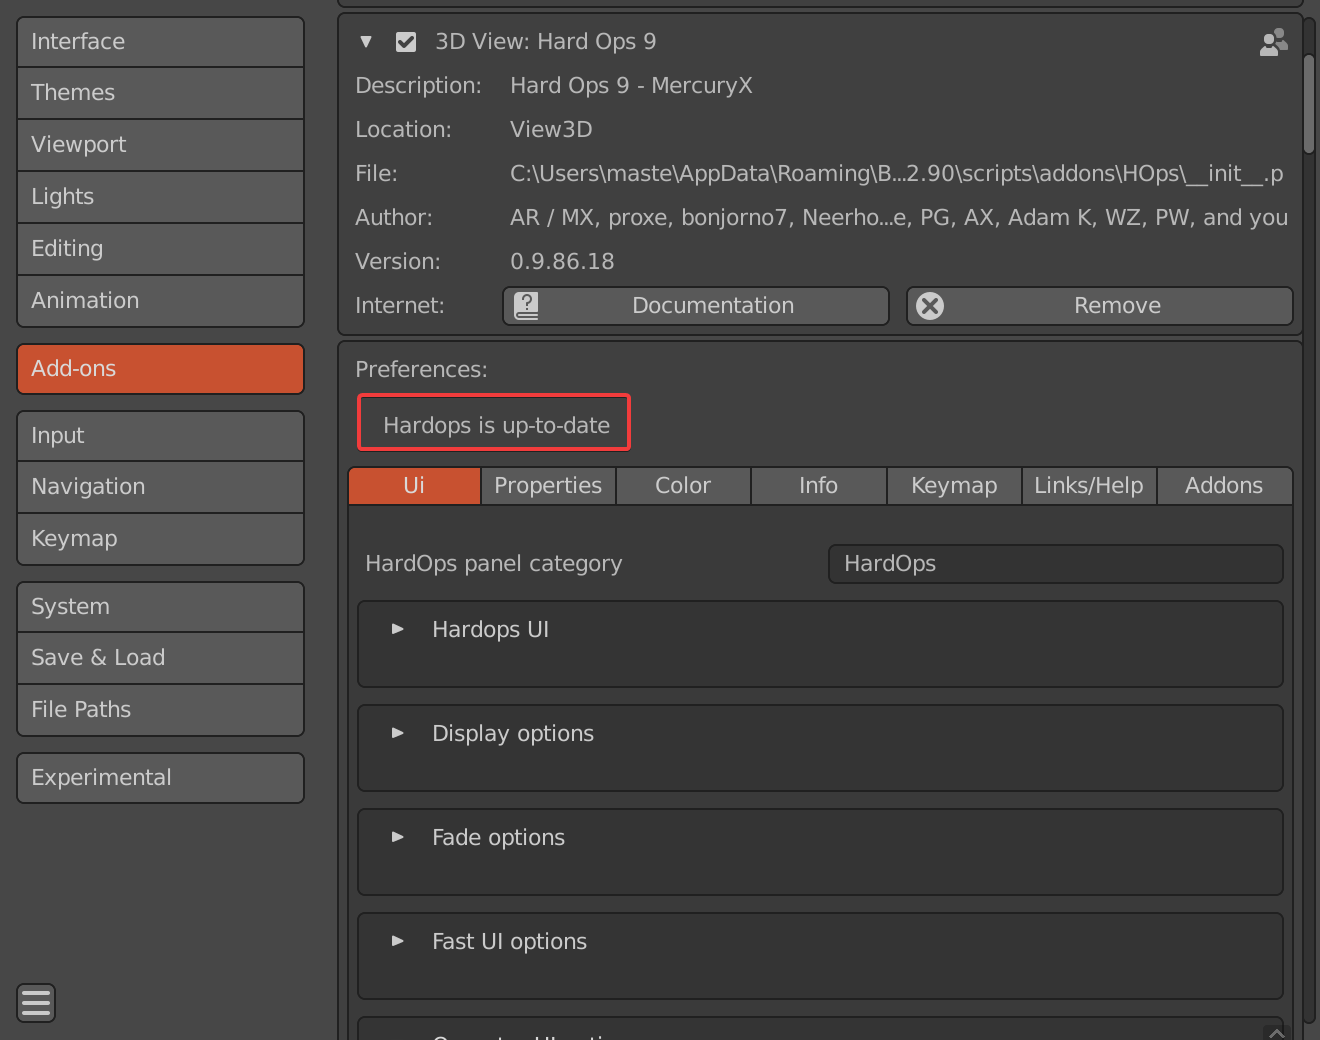 Interface
Themes
Viewport
Lights
Editing
Animation
Add-ons
Input
Navigation
Keymap
System
Save & Load
File Paths
Experimental
3D View: Hard Ops 9
Description: Hard Ops 9 - MercuryX
Location: View3D
File: C:\Users\maste\AppData\Roaming\B...2.90\scripts\addons\HOps\__init__.p
Author: AR / MX, proxe, bonjorno7, Neerho...e, PG, AX, Adam K, WZ, PW, and you
Version: 0.9.86.18
Internet: Documentation Remove
Preferences:
Hardops is up-to-date
Ui Properties Color Info Keymap Links/Help Addons
HardOps panel category HardOps
Hardops UI
Display options
Fade options
Fast UI options